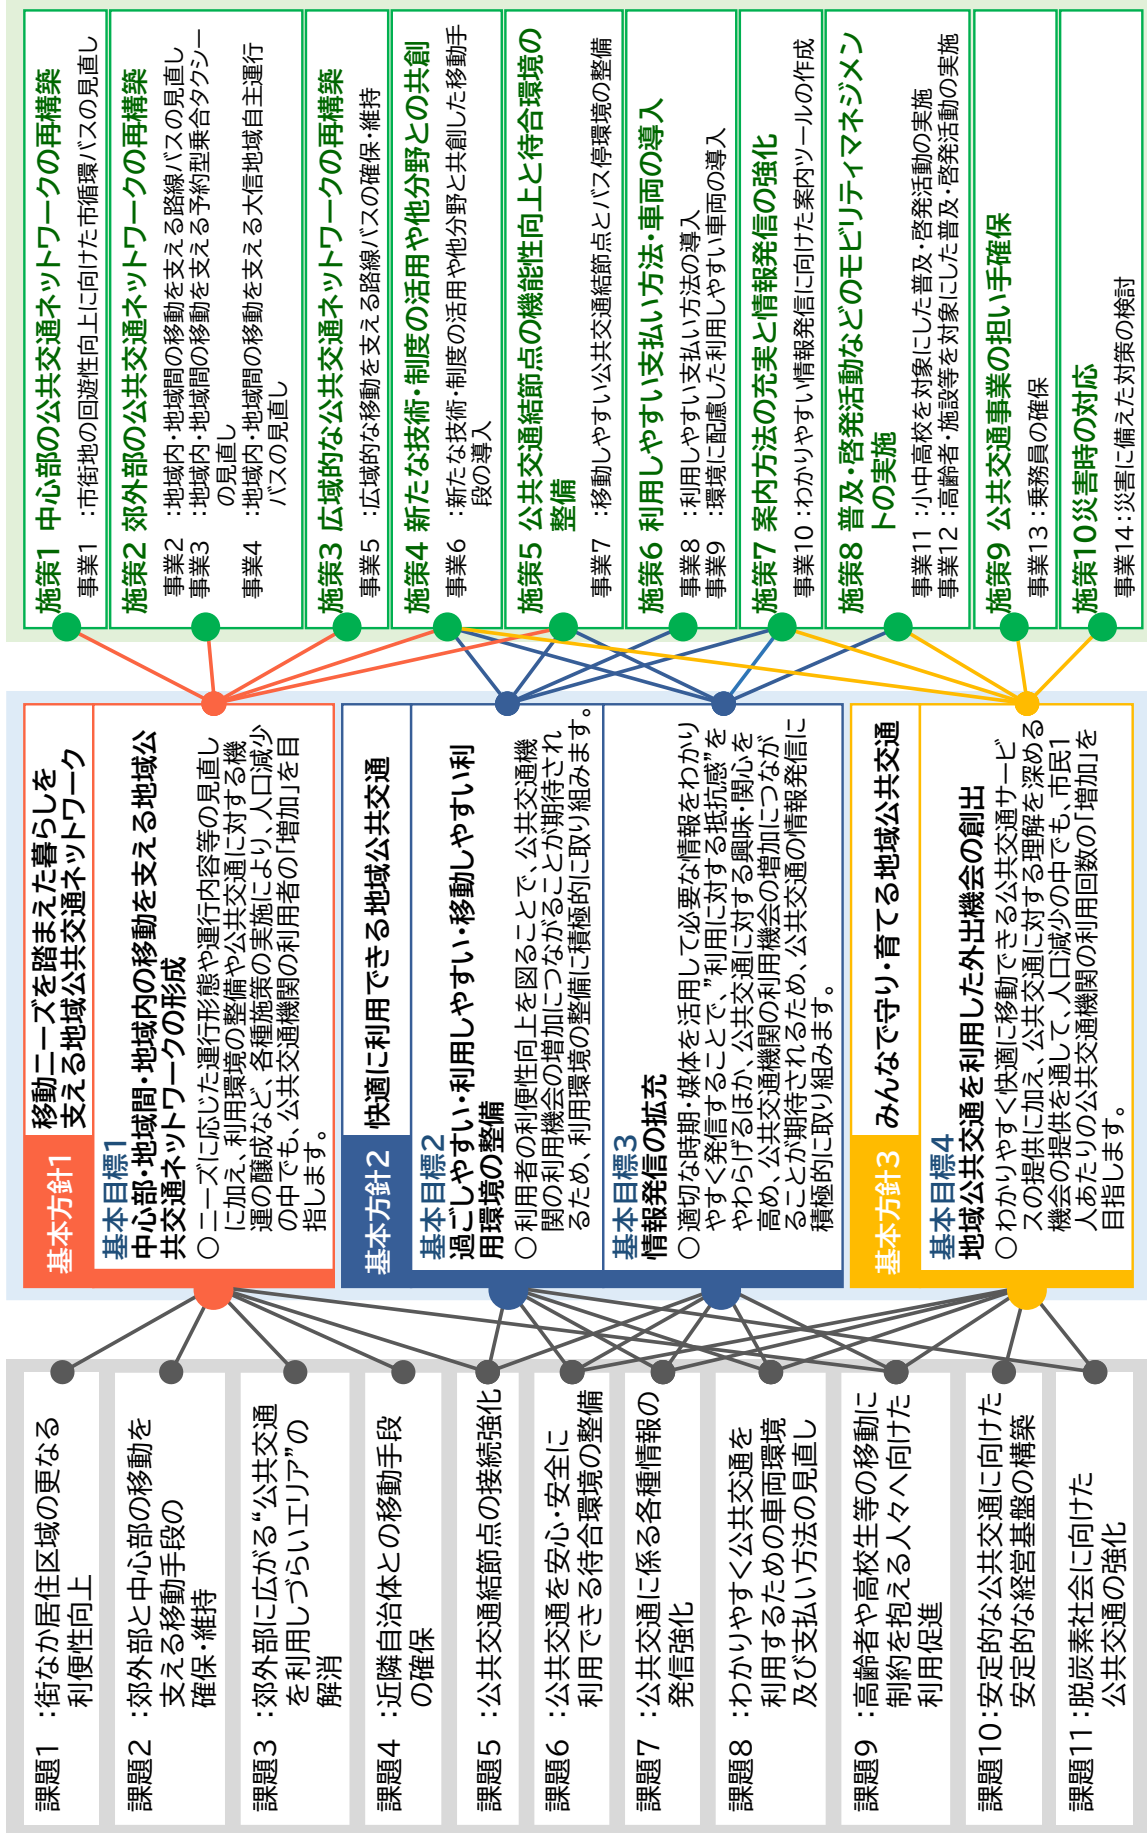 課題1 :街なか居住区域の更なる
利便性向上
課題2 :郊外部と中心部の移動を
支える移動手段の
確保・維持
課題3 :郊外部に広がる“公共交通
を利用しづらいエリア”の
解消
課題4 :近隣自治体との移動手段
の確保
課題5 :公共交通結節点の接続強化
課題6 :公共交通を安心・安全に
利用できる待合環境の整備
課題7 :公共交通に係る各種情報の
発信強化
課題8 :わかりやすく公共交通を
利用するための車両環境
及び支払い方法の見直し
課題9 :高齢者や高校生等の移動に
制約を抱える人々へ向けた
利用促進
課題10:安定的な公共交通に向けた
安定的な経営基盤の構築
課題11:脱炭素社会に向けた
公共交通の強化
基本方針1
移動ニーズを踏まえた暮らしを
支える地域公共交通ネットワーク
基本目標1
中心部・地域間・地域内の移動を支える地域公
共交通ネットワークの形成
○ニーズに応じた運行形態や運行内容等の見直し
に加え、利用環境の整備や公共交通に対する機
運の醸成など、各種施策の実施により、人口減少
の中でも、公共交通機関の利用者の「増加」を目
指します。
基本方針2
快適に利用できる地域公共交通
基本目標2
過ごしやすい・利用しやすい・移動しやすい利
用環境の整備
○利用者の利便性向上を図ることで、公共交通機
関の利用機会の増加につながることが期待され
るため、利用環境の整備に積極的に取り組みます。
基本目標3
情報発信の拡充
○適切な時期・媒体を活用して必要な情報をわかり
やすく発信することで、”利用に対する抵抗感”を
やわらげるほか、公共交通に対する興味・関心を
高め、公共交通機関の利用機会の増加につなが
ることが期待されるため、公共交通の情報発信に
積極的に取り組みます。
基本方針3
みんなで守り・育てる地域公共交通
基本目標4
地域公共交通を利用した外出機会の創出
○わかりやすく快適に移動できる公共交通サービ
スの提供に加え、公共交通に対する理解を深める
機会の提供を通して、人口減少の中でも、市民1
人あたりの公共交通機関の利用回数の「増加」を
目指します。
施策1 中心部の公共交通ネットワークの再構築
事業1 :市街地の回遊性向上に向けた市循環バスの見直し
施策2 郊外部の公共交通ネットワークの再構築
事業2 :地域内・地域間の移動を支える路線バスの見直し
事業3 :地域内・地域間の移動を支える予約型乗合タクシー
の見直し
事業4 :地域内・地域間の移動を支える大信地域自主運行
バスの見直し
施策3 広域的な公共交通ネットワークの再構築
事業5 :広域的な移動を支える路線バスの確保・維持
施策4 新たな技術・制度の活用や他分野との共創
事業6 :新たな技術・制度の活用や他分野と共創した移動手
段の導入
施策5 公共交通結節点の機能性向上と待合環境の
整備
事業7 :移動しやすい公共交通結節点とバス停環境の整備
施策6 利用しやすい支払い方法・車両の導入
事業8 :利用しやすい支払い方法の導入
事業9 :環境に配慮した利用しやすい車両の導入
施策7 案内方法の充実と情報発信の強化
事業10 :わかりやすい情報発信に向けた案内ツールの作成
施策8 普及・啓発活動などのモビリティマネジメン
トの実施
事業11 :小中高校を対象にした普及・啓発活動の実施
事業12 :高齢者・施設等を対象にした普及・啓発活動の実施
施策9 公共交通事業の担い手確保
事業13 :乗務員の確保
施策10災害時の対応
事業14:災害に備えた対策の検討